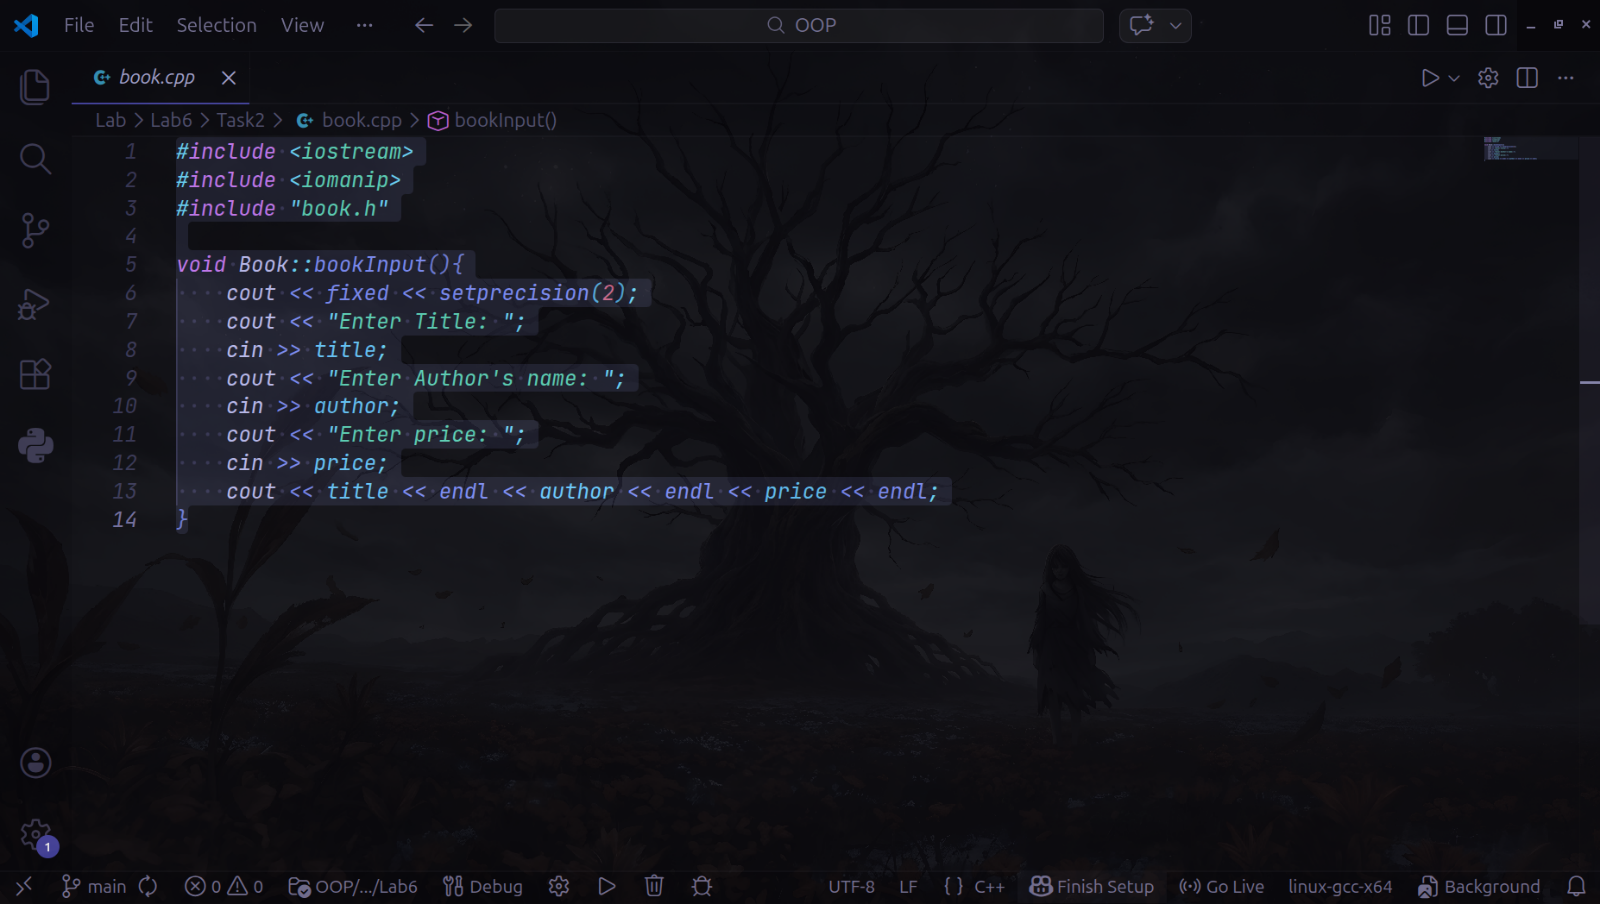 File Edit Selection View ··· OOP
book.cpp
Lab > Lab6 > Task2 > book.cpp > bookInput()
1 #include <iostream>
2 #include <iomanip>
3 #include "book.h"
4
5 void Book::bookInput(){
6 cout << fixed << setprecision(2);
7 cout << "Enter Title: ";
8 cin >> title;
9 cout << "Enter Author's name: ";
10 cin >> author;
11 cout << "Enter price: ";
12 cin >> price;
13 cout << title << endl << author << endl << price << endl;
14 }
1
main 0 0 OOP/.../Lab6 Debug UTF-8 LF { } C++ Finish Setup Go Live linux-gcc-x64 Background